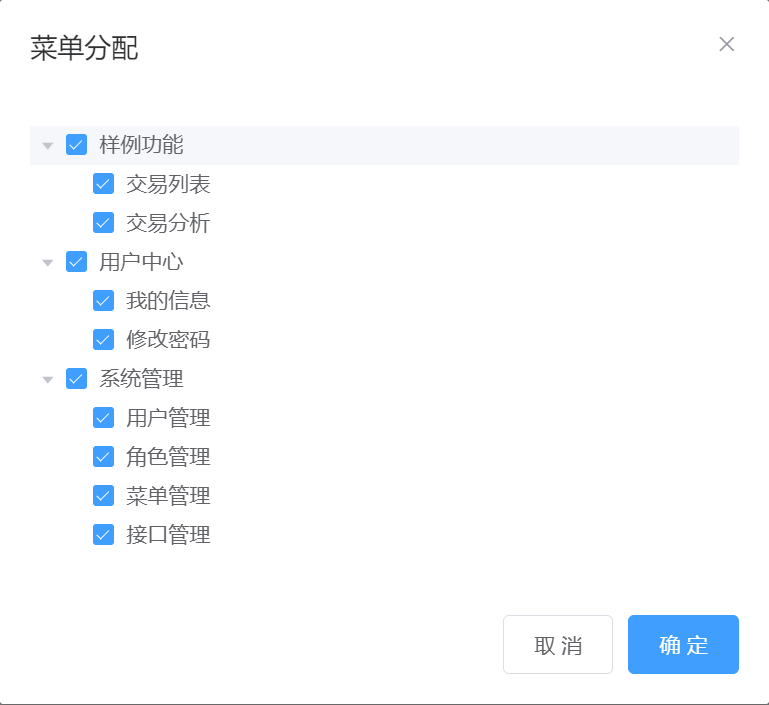 菜单分配
样例功能
交易列表
交易分析
用户中心
我的信息
修改密码
系统管理
用户管理
角色管理
菜单管理
接口管理
取 消
确 定